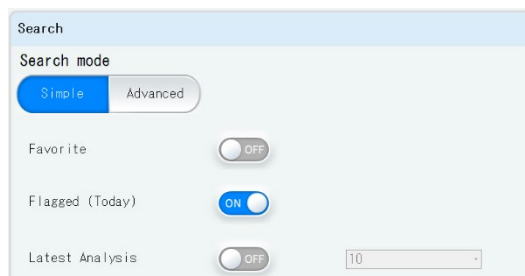 Search
Search mode
Simple Advanced
Favorite OFF
Flagged (Today) ON
Latest Analysis OFF 10